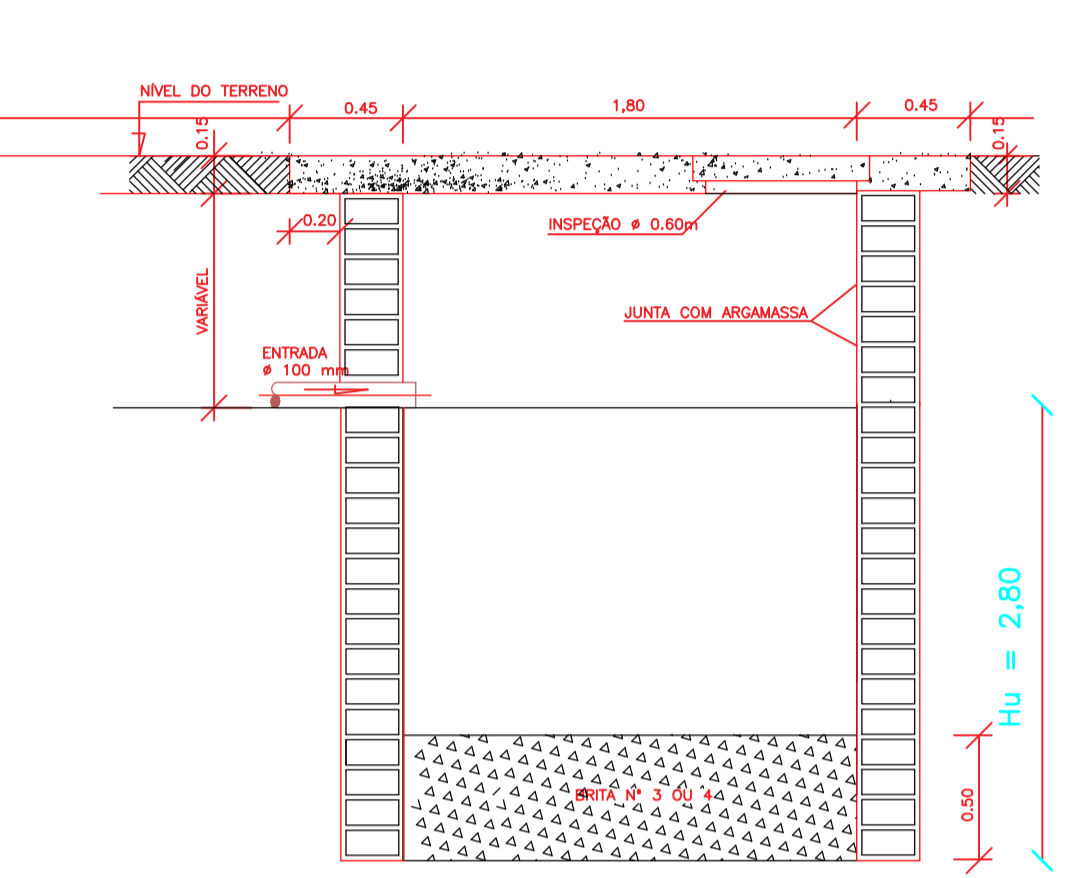 NÍVEL DO TERRENO
0.45
1,80
0.45
0.15
0.15
0.20
INSPEÇÃO ø 0.60m
VARIÁVEL
JUNTA COM ARGAMASSA
ENTRADA
ø 100 mm
Hu = 2,80
BRITA N° 3 OU 4
0.50